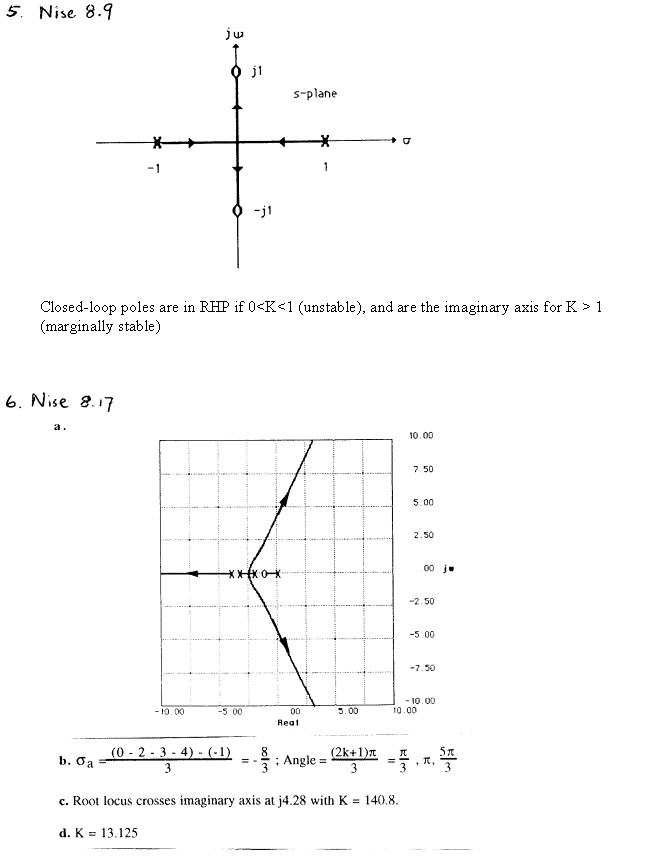 5. Nise 8.9
jω
j1
s-plane
σ
-1
1
-j1
Closed-loop poles are in RHP if 0<K<1 (unstable), and are the imaginary axis for K > 1
(marginally stable)
6. Nise 8.17
a.
10.00
7.50
5.00
2.50
00 jω
-2.50
-5.00
-7.50
-10.00
-10.00 -5.00 00 5.00 10.00
Real
b. σa = (0 - 2 - 3 - 4) - (-1) / 3 = - 8/3 ; Angle = (2k+1)π / 3 = π/3 , π, 5π/3
c. Root locus crosses imaginary axis at j4.28 with K = 140.8.
d. K = 13.125